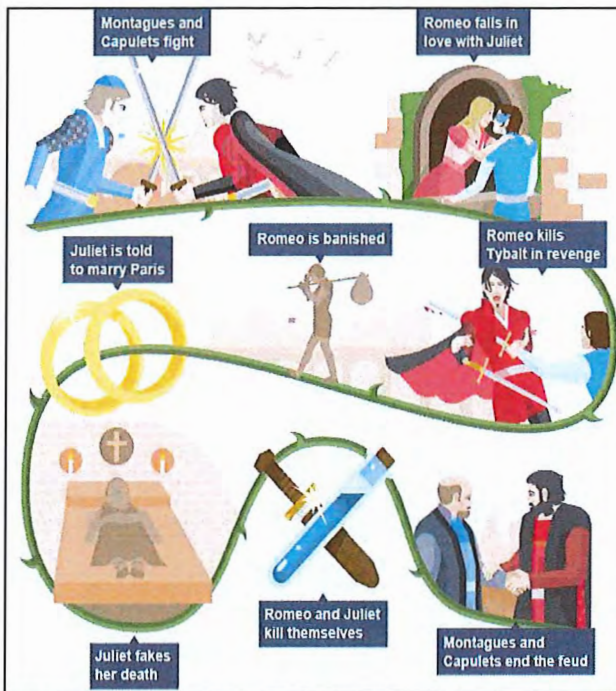 Montagues and
Capulets fight
Romeo falls in
love with Juliet
Romeo kills
Tybalt in revenge
Romeo is banished
Juliet is told
to marry Paris
Juliet fakes
her death
Romeo and Juliet
kill themselves
Montagues and
Capulets end the feud